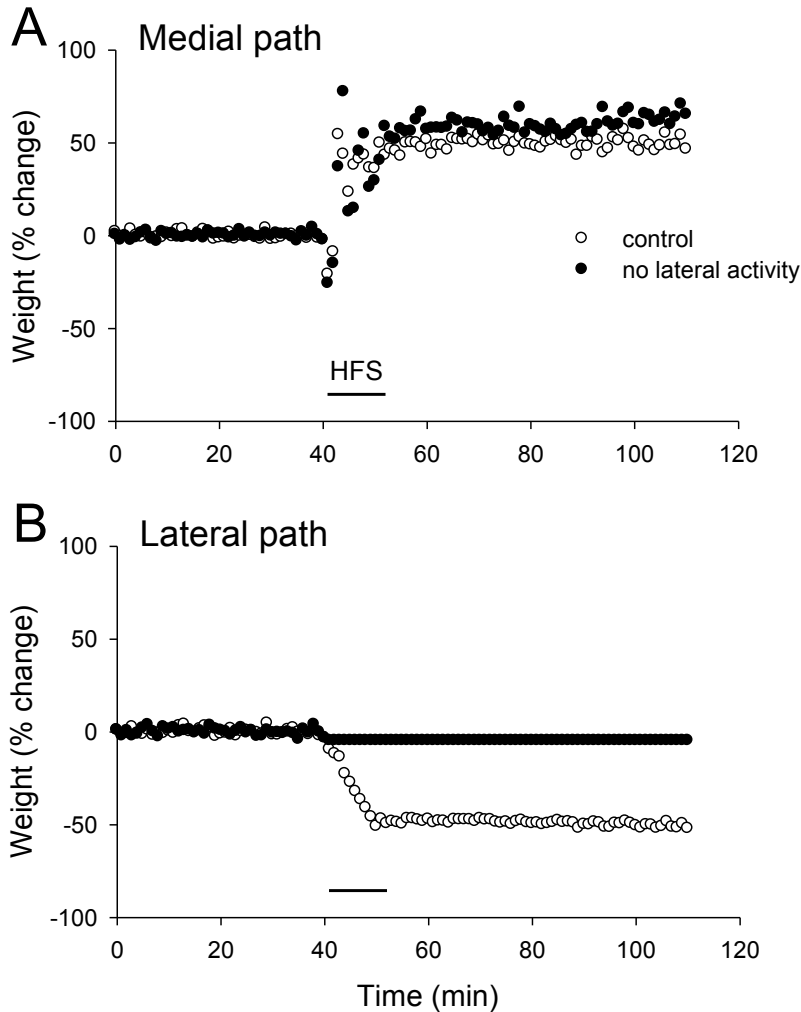 A
Medial path
Weight (% change)
100
50
0
-50
-100
control
no lateral activity
HFS
0 20 40 60 80 100 120
B
Lateral path
Weight (% change)
100
50
0
-50
-100
0 20 40 60 80 100 120
Time (min)